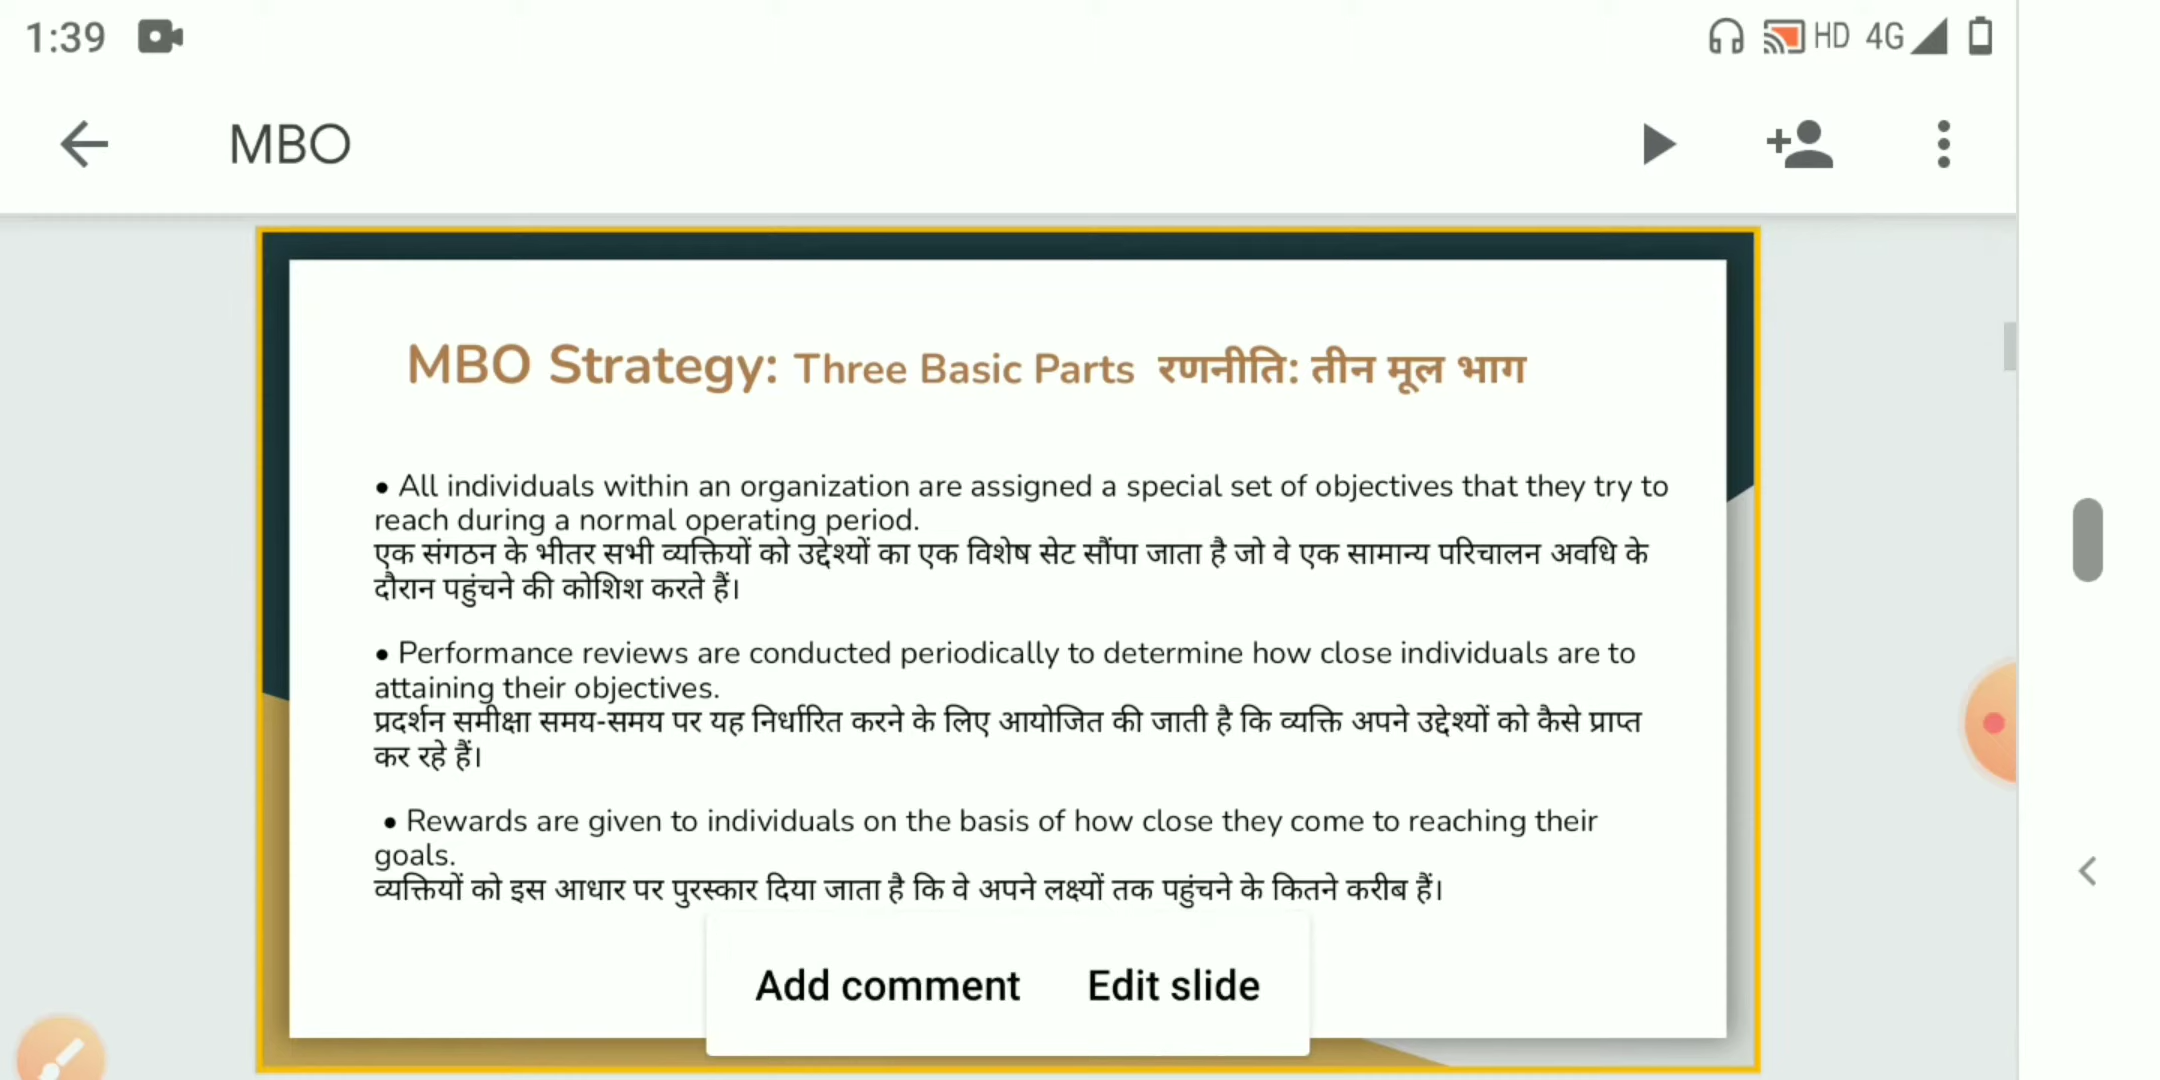 1:39 HD 4G
MBO
MBO Strategy: Three Basic Parts रणनीति: तीन मूल भाग
• All individuals within an organization are assigned a special set of objectives that they try to
reach during a normal operating period.
एक संगठन के भीतर सभी व्यक्तियों को उद्देश्यों का एक विशेष सेट सौंपा जाता है जो वे एक सामान्य परिचालन अवधि के
दौरान पहुंचने की कोशिश करते हैं।
• Performance reviews are conducted periodically to determine how close individuals are to
attaining their objectives.
प्रदर्शन समीक्षा समय-समय पर यह निर्धारित करने के लिए आयोजित की जाती है कि व्यक्ति अपने उद्देश्यों को कैसे प्राप्त
कर रहे हैं।
• Rewards are given to individuals on the basis of how close they come to reaching their
goals.
व्यक्तियों को इस आधार पर पुरस्कार दिया जाता है कि वे अपने लक्ष्यों तक पहुंचने के कितने करीब हैं।
Add comment Edit slide